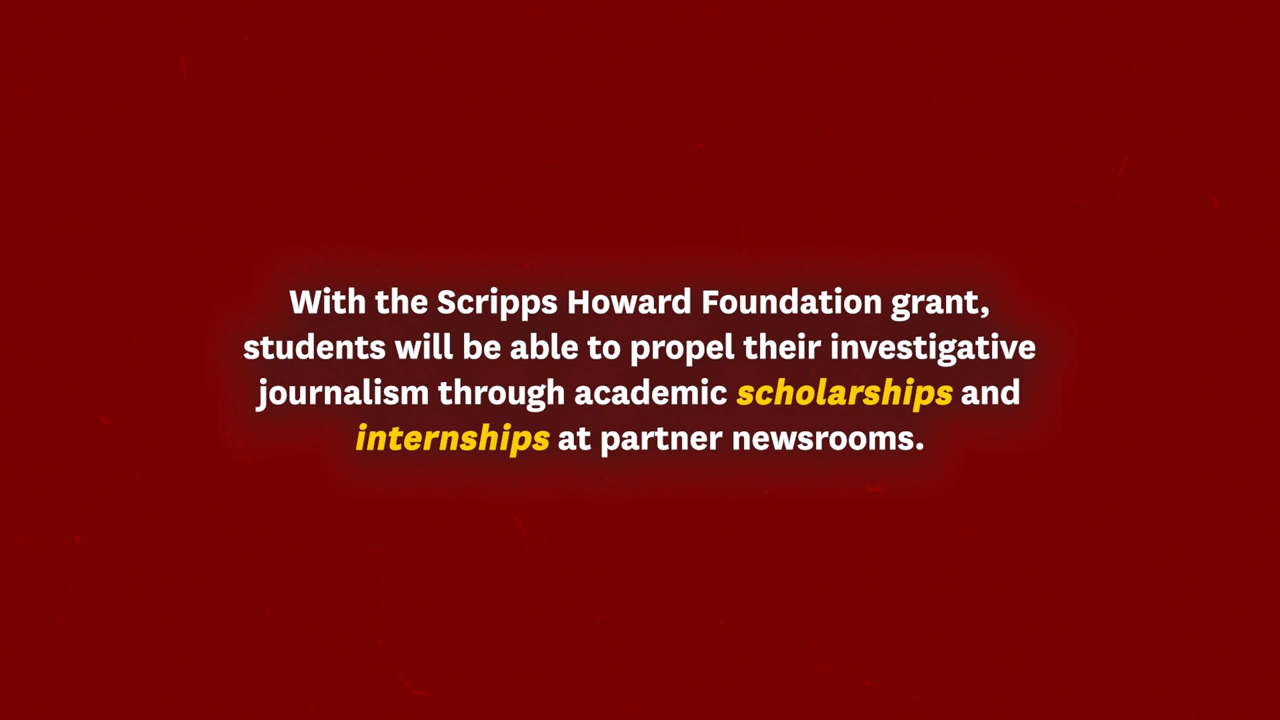 With the Scripps Howard Foundation grant,
students will be able to propel their investigative
journalism through academic scholarships and
internships at partner newsrooms.